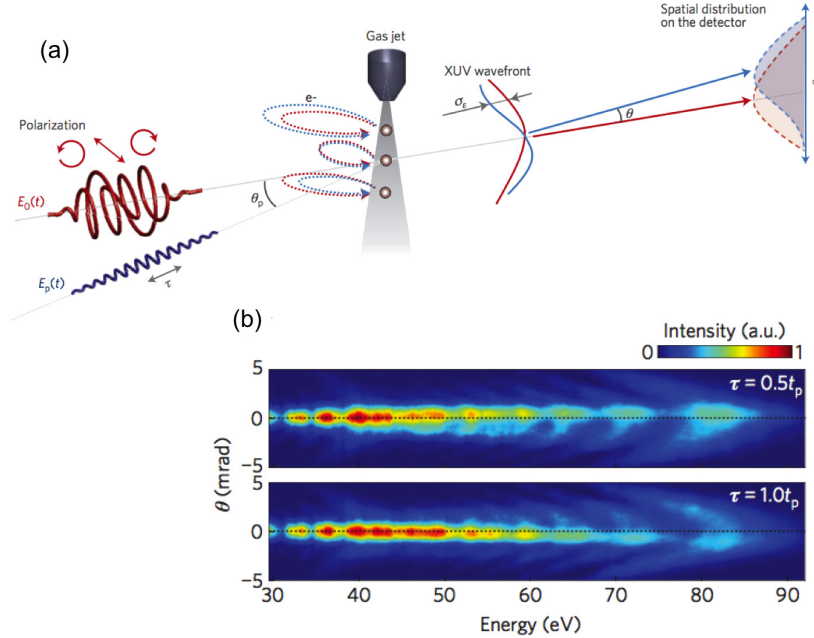 (a)
Gas jet
Spatial distribution
on the detector
XUV wavefront
e-
σε
θ
Polarization
θp
E0(t)
Ep(t)
τ
(b)
Intensity (a.u.)
0 1
5
0
−5
τ = 0.5tp
5
0
−5
τ = 1.0tp
θ (mrad)
30 40 50 60 70 80 90
Energy (eV)